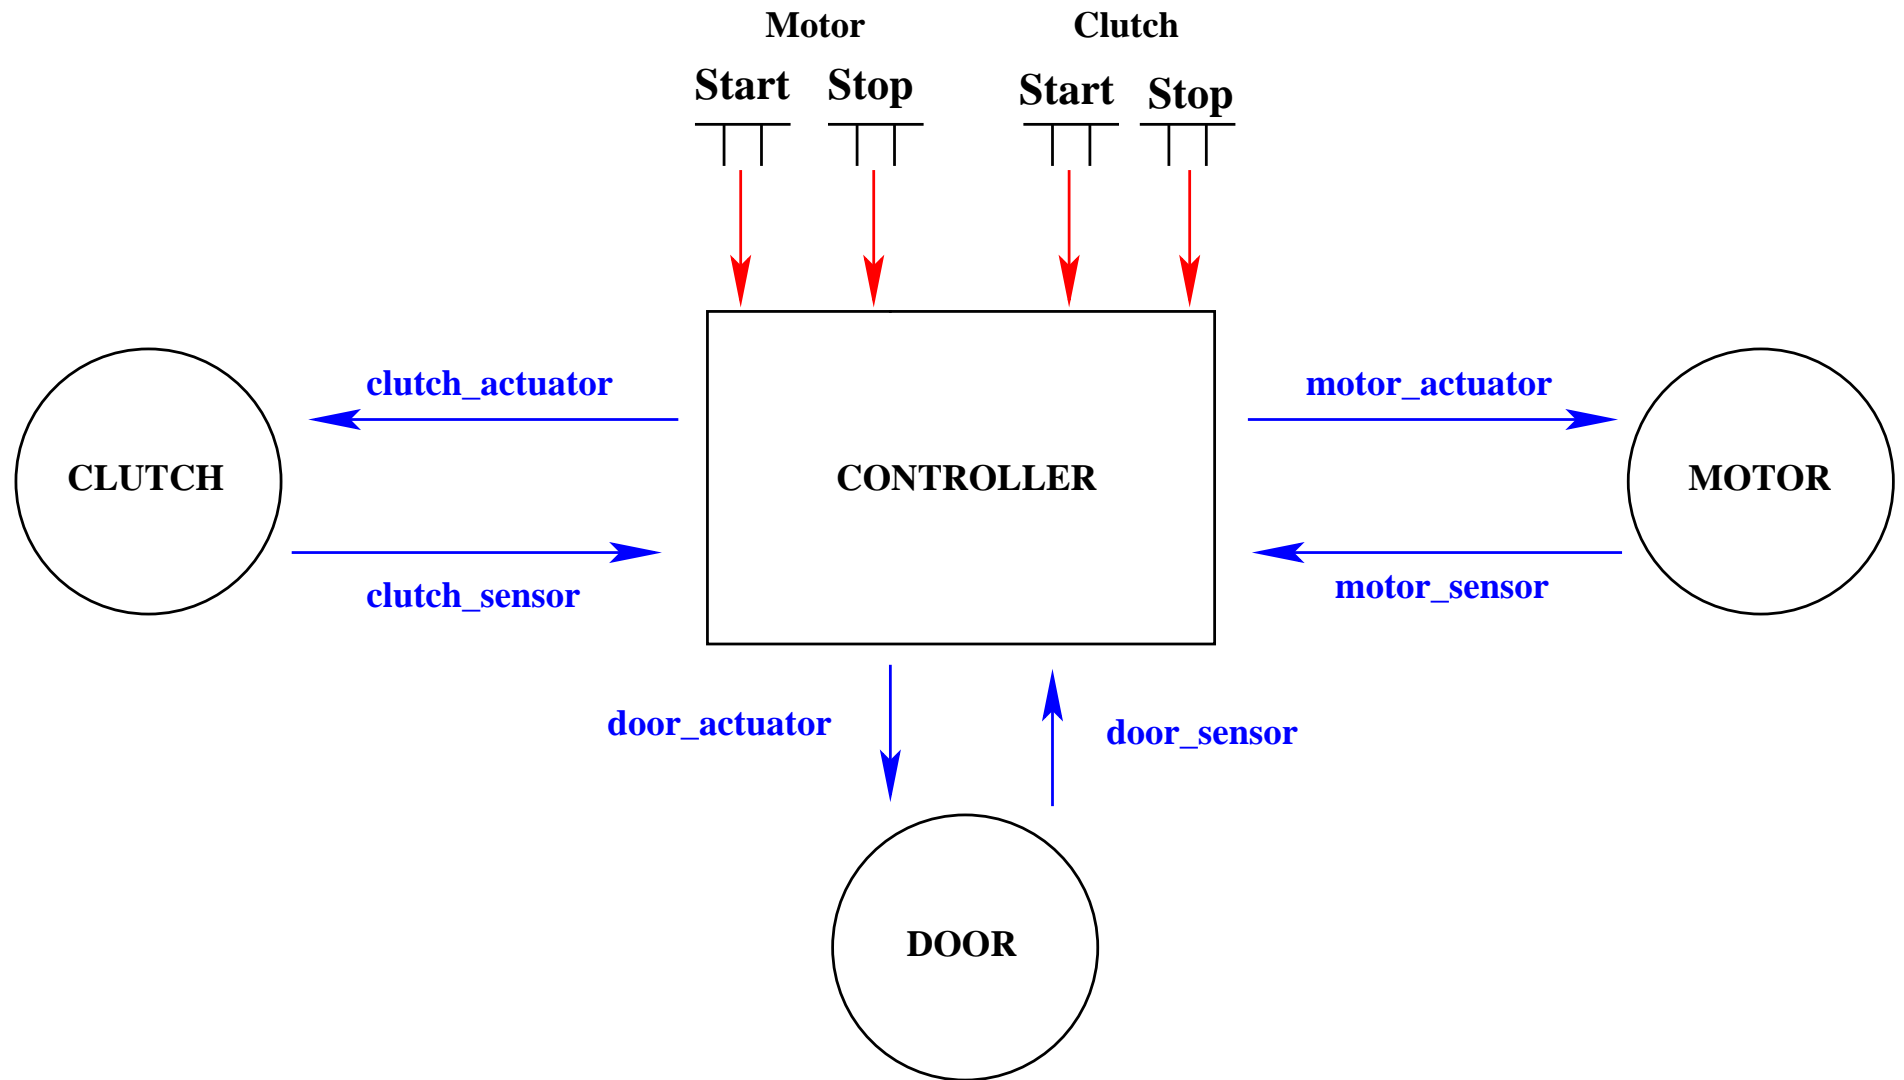 Motor Clutch
Start Stop Start Stop
clutch_actuator motor_actuator
CLUTCH CONTROLLER MOTOR
clutch_sensor motor_sensor
door_actuator door_sensor
DOOR